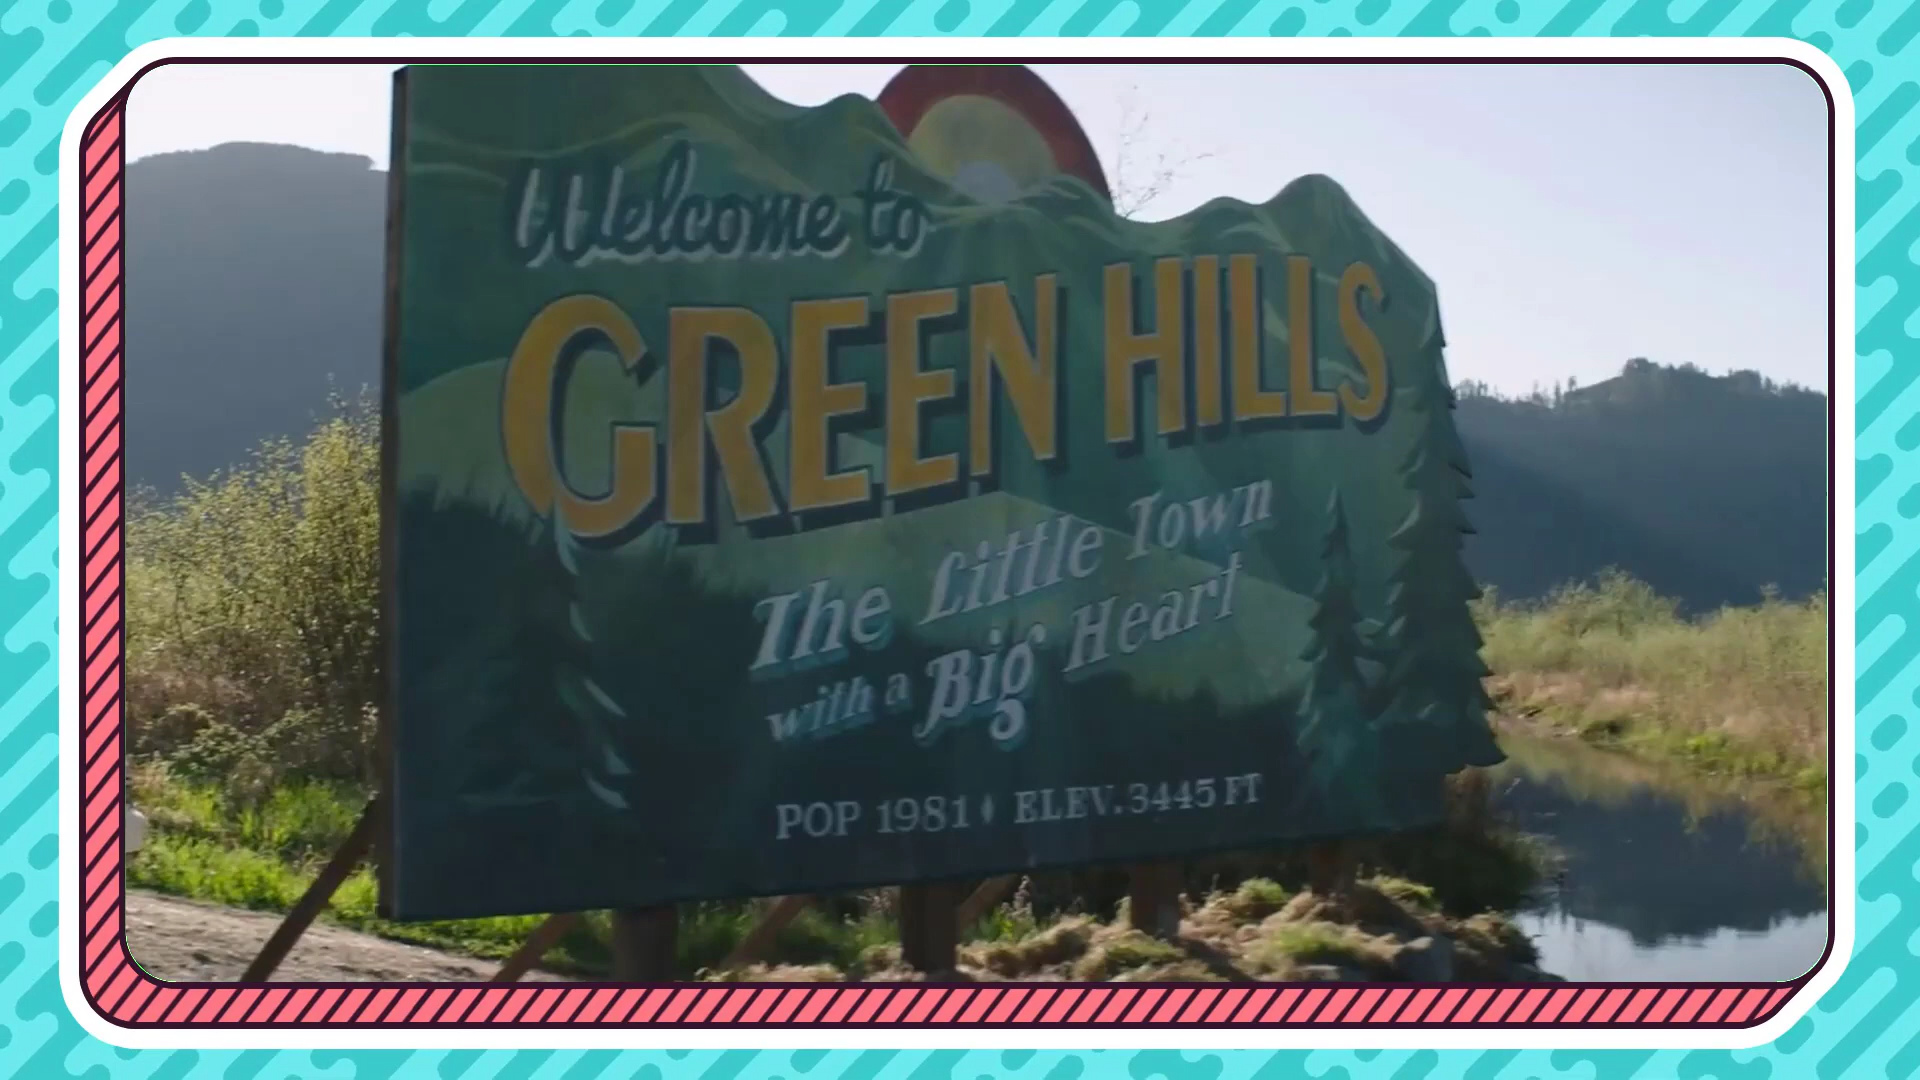 Welcome to
GREEN HILLS
The Little Town
with a Big Heart
POP 1981 ♦ ELEV. 3445 FT